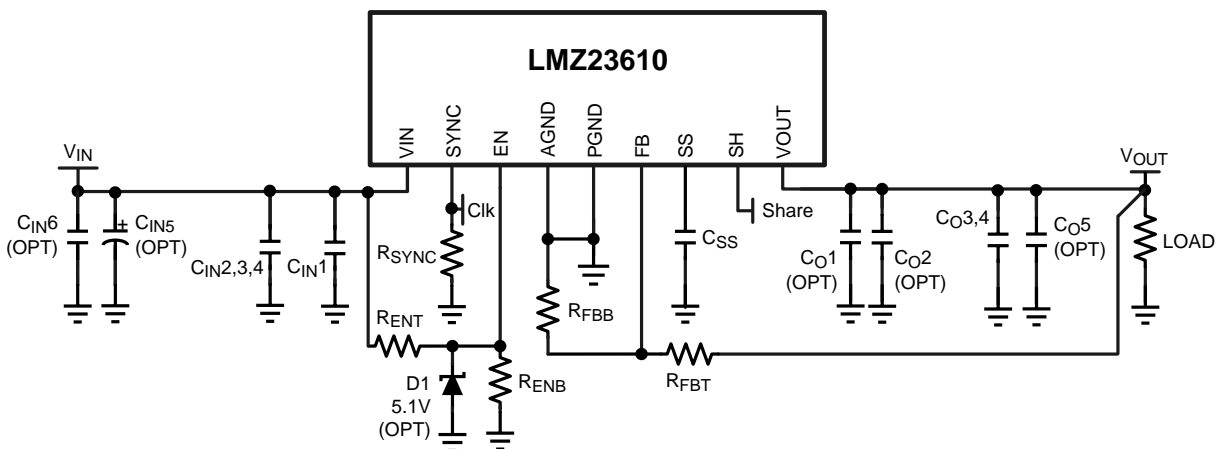 LMZ23610
VIN
SYNC
EN
AGND
PGND
FB
SS
SH
VOUT
VIN
VOUT
CIN6
(OPT)
CIN5
(OPT)
+
CIN2,3,4
CIN1
RSYNC
Clk
CSS
Share
CO1
(OPT)
CO2
(OPT)
CO3,4
CO5
(OPT)
LOAD
RENT
RFBB
D1
5.1V
(OPT)
RENB
RFBT